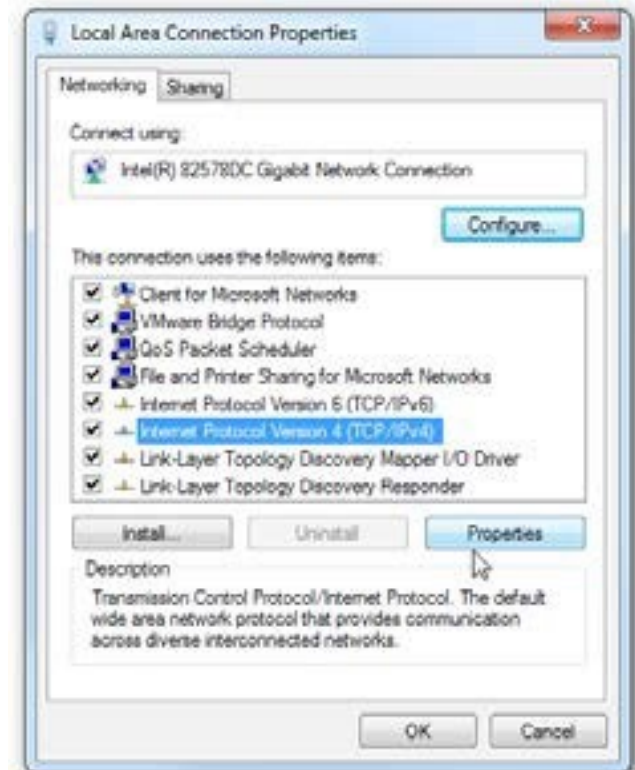 Local Area Connection Properties
Networking
Sharing
Connect using:
Intel(R) 82578DC Gigabit Network Connection
Configure...
This connection uses the following items:
Client for Microsoft Networks
VMware Bridge Protocol
QoS Packet Scheduler
File and Printer Sharing for Microsoft Networks
Internet Protocol Version 6 (TCP/IPv6)
Internet Protocol Version 4 (TCP/IPv4)
Link-Layer Topology Discovery Mapper I/O Driver
Link-Layer Topology Discovery Responder
Install...
Uninstall
Properties
Description
Transmission Control Protocol/Internet Protocol. The default
wide area network protocol that provides communication
across diverse interconnected networks.
OK
Cancel